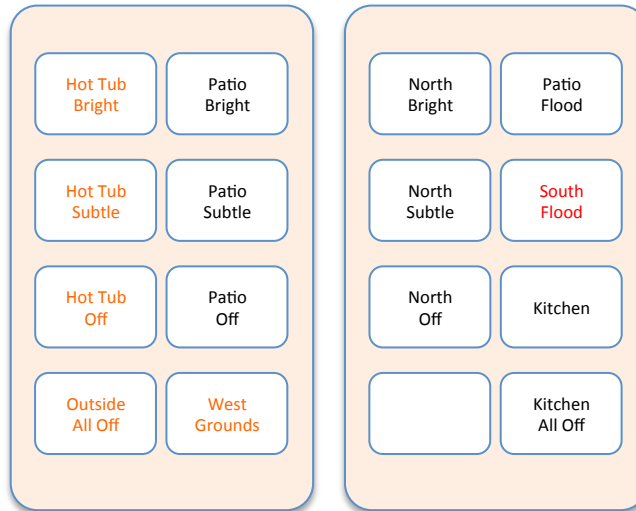 Hot Tub
Bright
Patio
Bright
Hot Tub
Subtle
Patio
Subtle
Hot Tub
Off
Patio
Off
Outside
All Off
West
Grounds
North
Bright
Patio
Flood
North
Subtle
South
Flood
North
Off
Kitchen
Kitchen
All Off